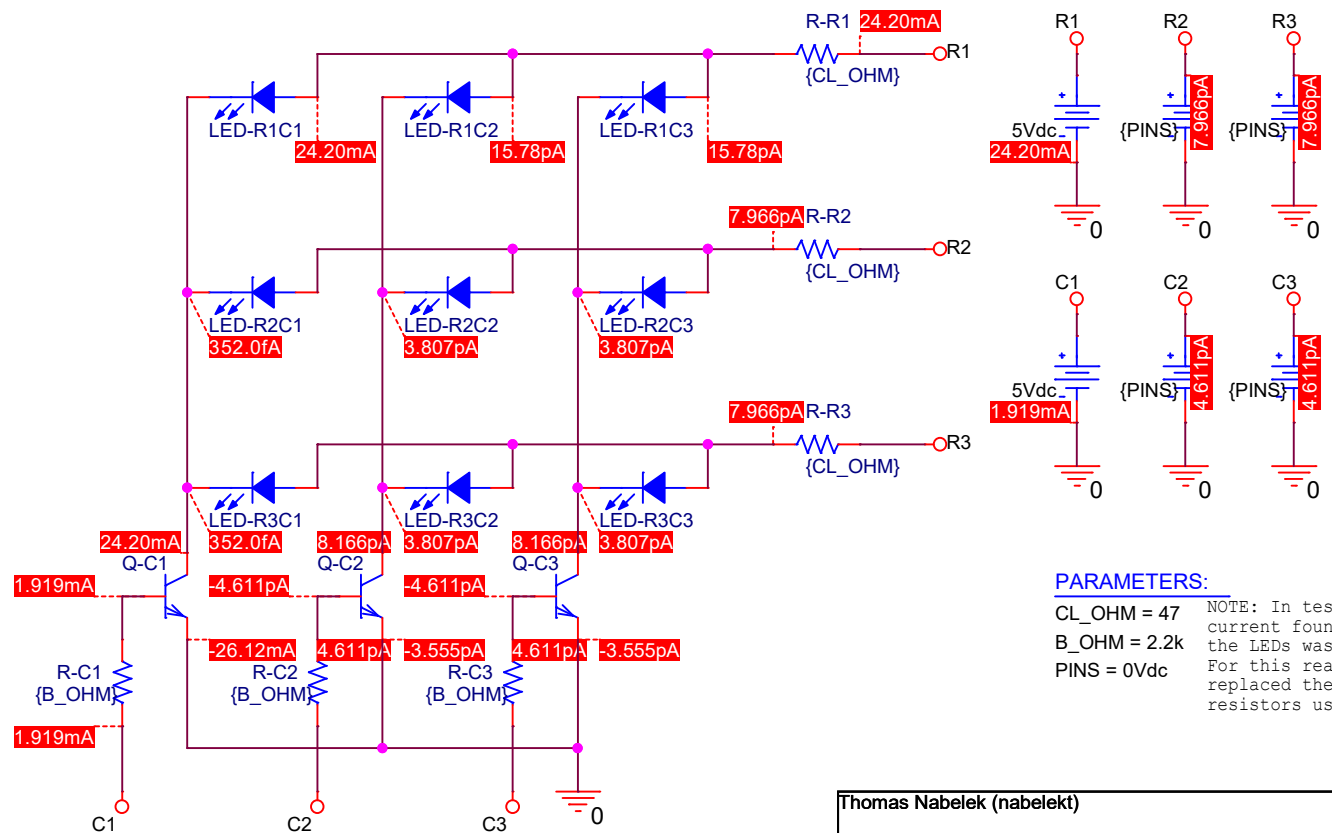 R-R1
24.20mA
R1
{CL_OHM}
LED-R1C1
LED-R1C2
LED-R1C3
24.20mA
15.78pA
15.78pA
7.966pA
R-R2
R2
{CL_OHM}
LED-R2C1
LED-R2C2
LED-R2C3
352.0fA
3.807pA
3.807pA
7.966pA
R-R3
R3
{CL_OHM}
LED-R3C1
LED-R3C2
LED-R3C3
24.20mA
352.0fA
8.166pA
3.807pA
8.166pA
3.807pA
Q-C1
Q-C2
Q-C3
1.919mA
-4.611pA
-4.611pA
-26.12mA
4.611pA
-3.555pA
4.611pA
-3.555pA
R-C1
{B_OHM}
R-C2
{B_OHM}
R-C3
{B_OHM}
1.919mA
0
C1
C2
C3
R1
R2
R3
+
+
+
5Vdc
{PINS}
{PINS}
-
-
-
24.20mA
7.966pA
7.966pA
0
0
0
C1
C2
C3
+
+
+
5Vdc
{PINS}
{PINS}
-
-
-
1.919mA
4.611pA
4.611pA
0
0
0
PARAMETERS:
CL_OHM = 47
B_OHM = 2.2k
PINS = 0Vdc
NOTE: In tes
current foun
the LEDs was
For this rea
replaced the
resistors us
Thomas Nabelek (nabelekt)